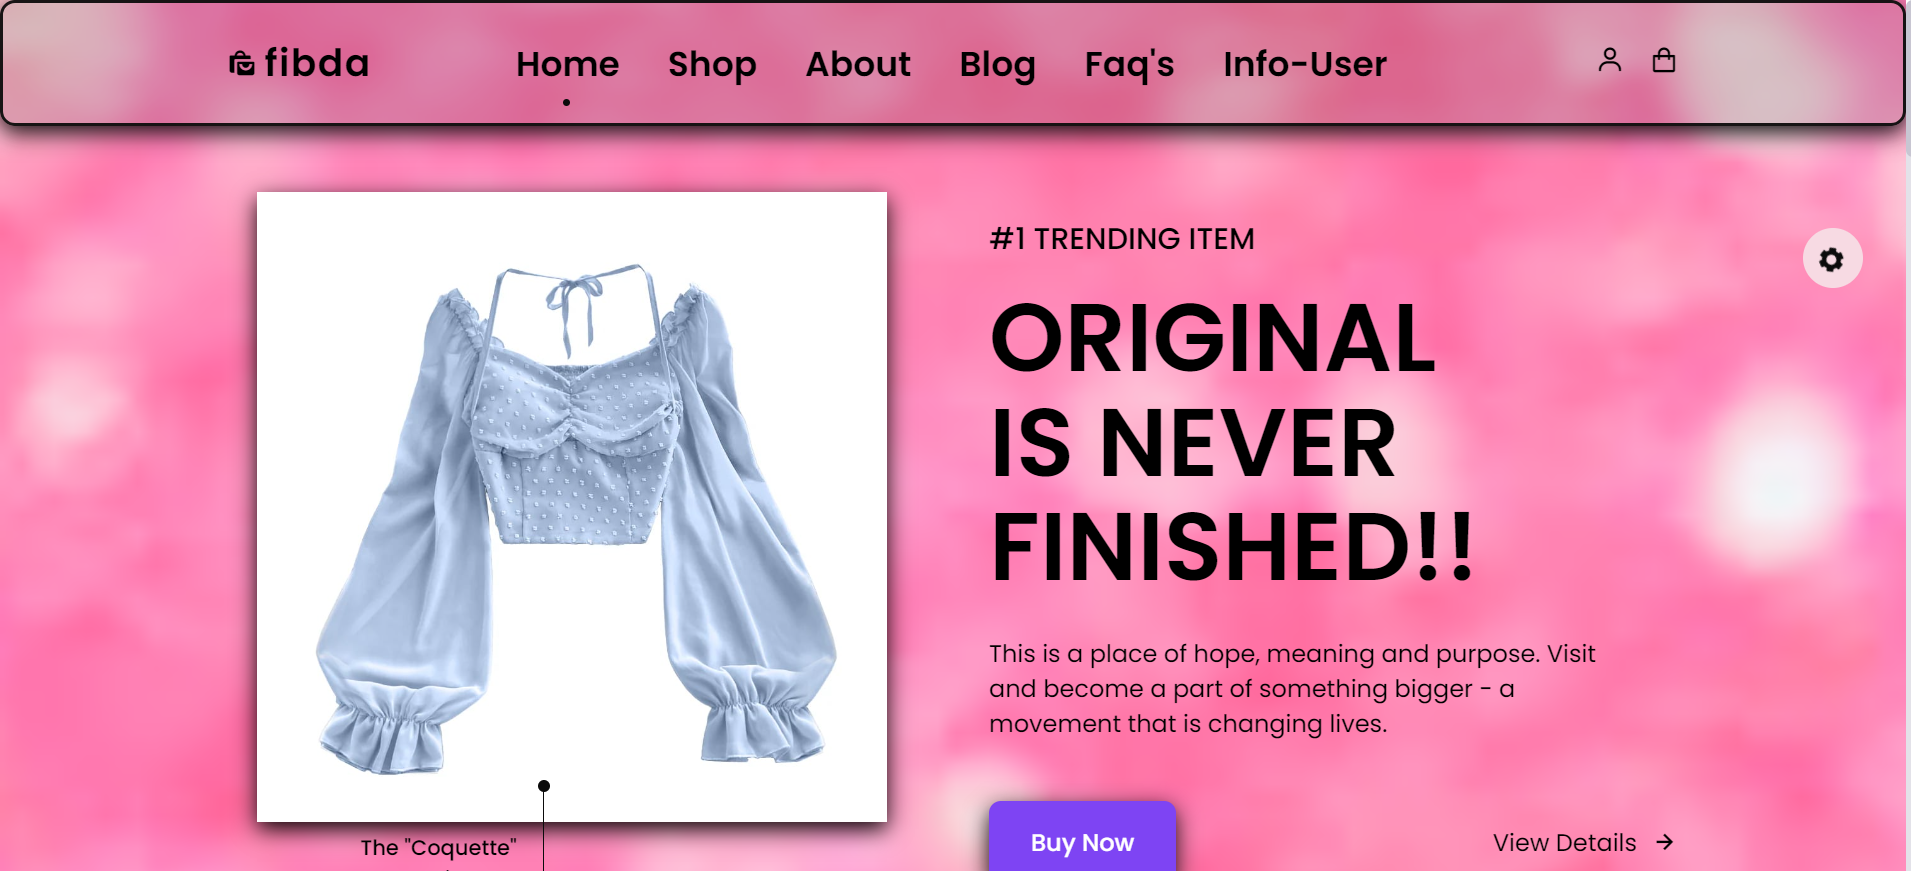 fibda
Home
Shop
About
Blog
Faq's
Info-User
#1 TRENDING ITEM
ORIGINAL
IS NEVER
FINISHED!!
This is a place of hope, meaning and purpose. Visit
and become a part of something bigger - a
movement that is changing lives.
Buy Now
View Details
The "Coquette"